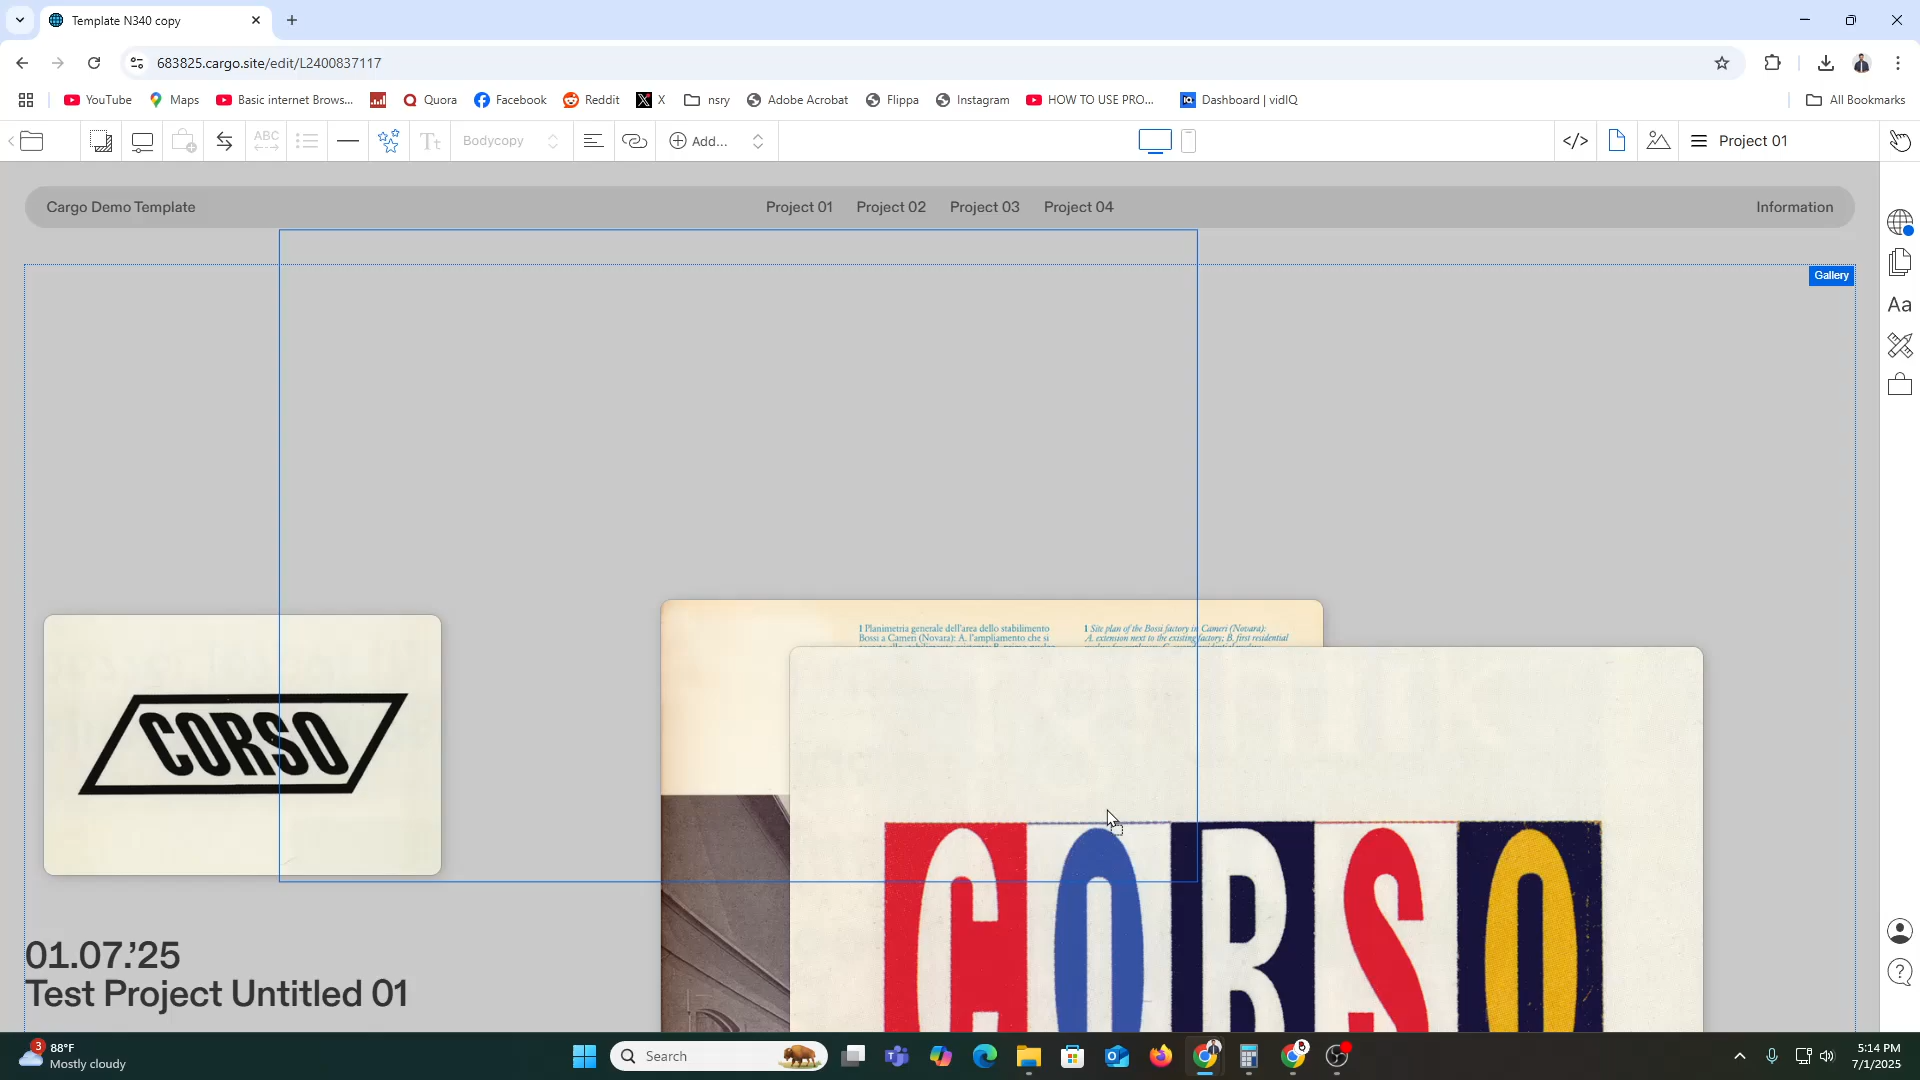 Template N340 copy
683825.cargo.site/edit/L2400837117
YouTube
Maps
Basic internet Brows...
Quora
Facebook
Reddit
X
nsry
Adobe Acrobat
Flippa
Instagram
HOW TO USE PRO...
Dashboard | vidIQ
All Bookmarks
ABC
Tt
Bodycopy
Add...
</>
Project 01
Cargo Demo Template
Project 01
Project 02
Project 03
Project 04
Information
Gallery
Aa
1 Planimetria generale dell'area dello stabilimento
Bossi a Cameri (Novara): A. l'ampliamento che si
1 Site plan of the Bossi factory in Cameri (Novara):
A. extension next to the existing factory; B. first residential
CORSO
CORSO
01.07.'25
Test Project Untitled 01
3
88°F
Mostly cloudy
Search
5:14 PM
7/1/2025